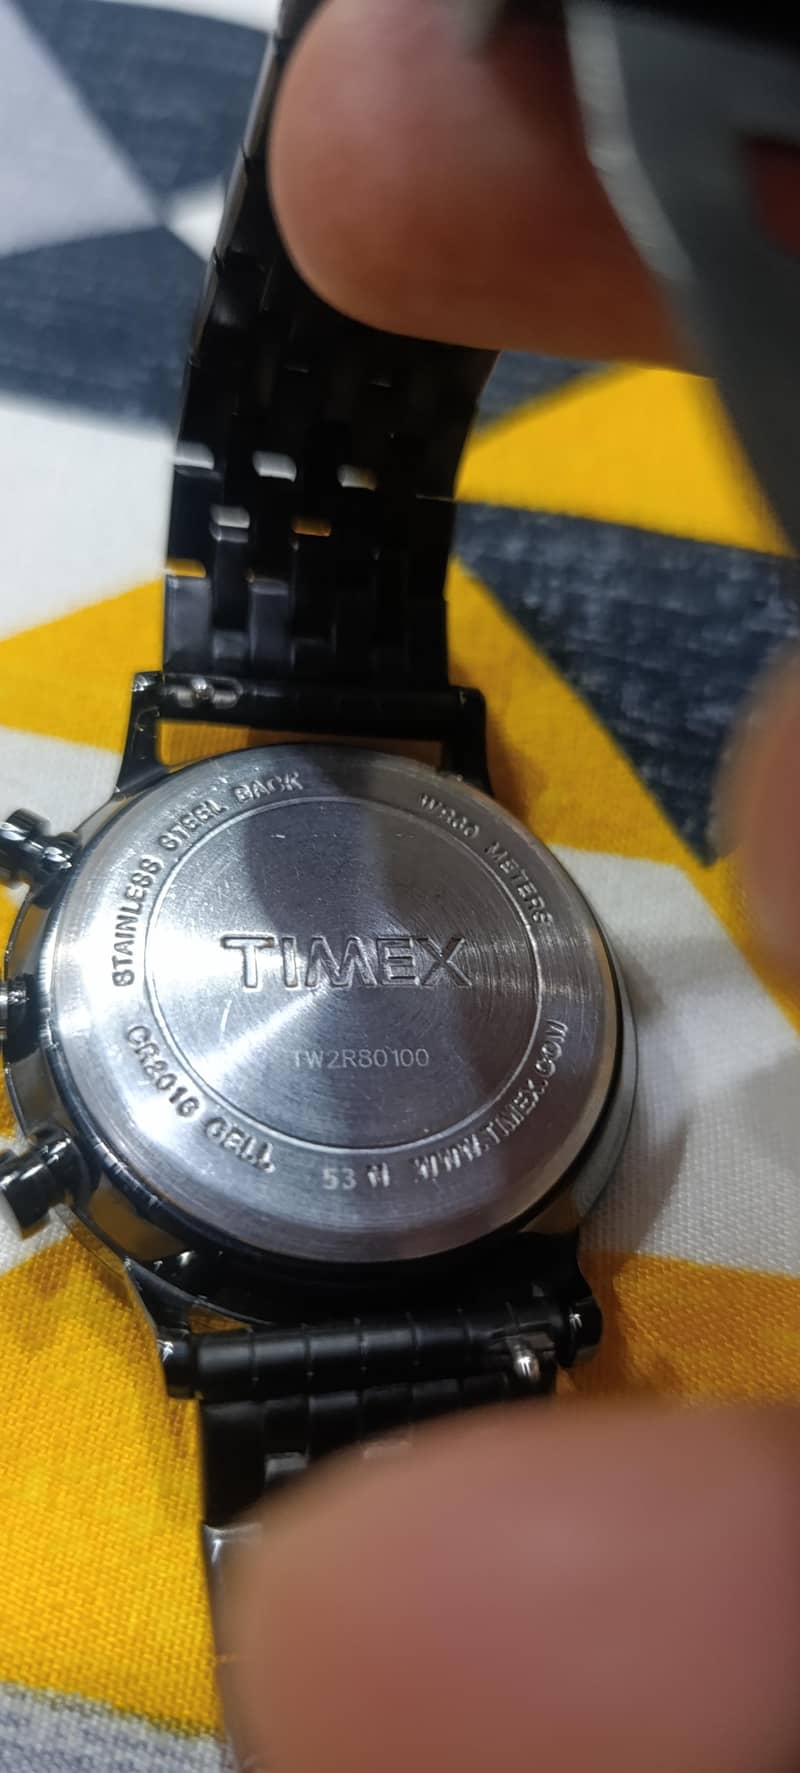 STAINLESS STEEL BACK
WR30 METERS
TIMEX
TW2R80100
CR2016 CELL
53 N
WWW.TIMEX.COM